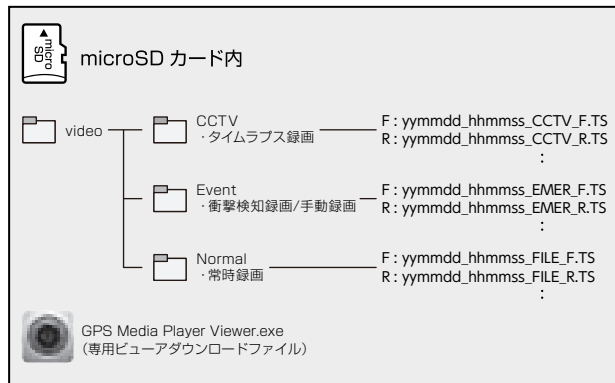 micro
SD
microSD カード内
video
CCTV
・タイムラプス録画
F : yymmdd_hhmmss_CCTV_F.TS
R : yymmdd_hhmmss_CCTV_R.TS
:
Event
・衝撃検知録画/手動録画
F : yymmdd_hhmmss_EMER_F.TS
R : yymmdd_hhmmss_EMER_R.TS
:
Normal
・常時録画
F : yymmdd_hhmmss_FILE_F.TS
R : yymmdd_hhmmss_FILE_R.TS
:
GPS Media Player Viewer.exe
（専用ビューアダウンロードファイル）